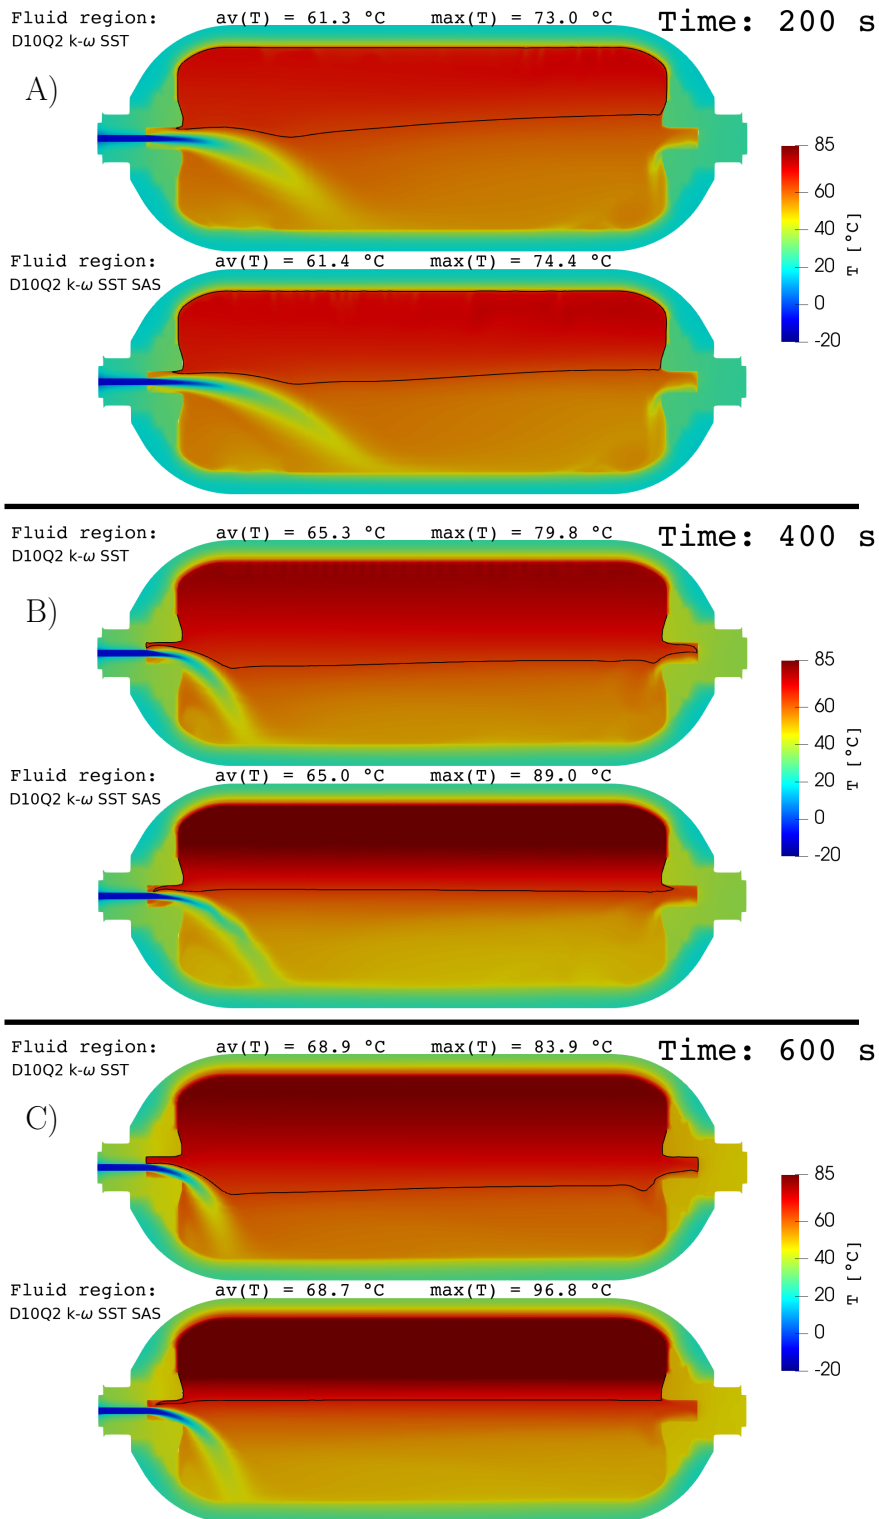 Fluid region: av(T) = 61.3 °C max(T) = 73.0 °C Time: 200 s
D10Q2 k-ω SST
A)
85
60
40
20
0
-20
T [°C]
Fluid region: av(T) = 61.4 °C max(T) = 74.4 °C
D10Q2 k-ω SST SAS
Fluid region: av(T) = 65.3 °C max(T) = 79.8 °C Time: 400 s
D10Q2 k-ω SST
B)
85
60
40
20
0
-20
T [°C]
Fluid region: av(T) = 65.0 °C max(T) = 89.0 °C
D10Q2 k-ω SST SAS
Fluid region: av(T) = 68.9 °C max(T) = 83.9 °C Time: 600 s
D10Q2 k-ω SST
C)
85
60
40
20
0
-20
T [°C]
Fluid region: av(T) = 68.7 °C max(T) = 96.8 °C
D10Q2 k-ω SST SAS